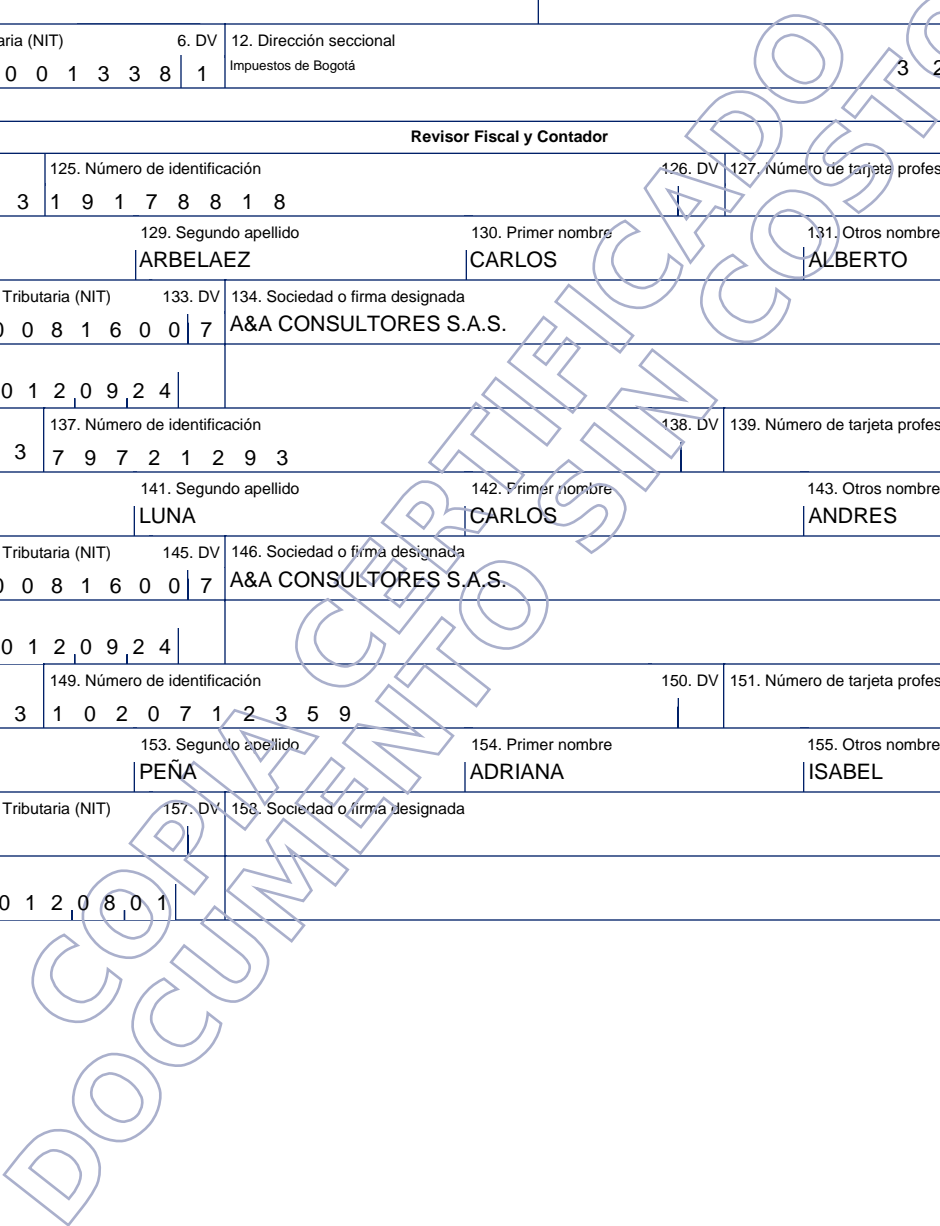 aria (NIT) 6. DV 12. Dirección seccional
0 0 1 3 3 8 1 Impuestos de Bogotá 3 2
Revisor Fiscal y Contador
125. Número de identificación 126. DV 127. Número de tarjeta profes
3 1 9 1 7 8 8 1 8
129. Segundo apellido 130. Primer nombre 131. Otros nombre
ARBELAEZ CARLOS ALBERTO
Tributaria (NIT) 133. DV 134. Sociedad o firma designada
0 0 8 1 6 0 0 7 A&A CONSULTORES S.A.S.
0 1 2 0 9 2 4
137. Número de identificación 138. DV 139. Número de tarjeta profes
3 7 9 7 2 1 2 9 3
141. Segundo apellido 142. Primer nombre 143. Otros nombre
LUNA CARLOS ANDRES
Tributaria (NIT) 145. DV 146. Sociedad o firma designada
0 0 8 1 6 0 0 7 A&A CONSULTORES S.A.S.
0 1 2 0 9 2 4
149. Número de identificación 150. DV 151. Número de tarjeta profes
3 1 0 2 0 7 1 2 3 5 9
153. Segundo apellido 154. Primer nombre 155. Otros nombre
PEÑA ADRIANA ISABEL
Tributaria (NIT) 157. DV 158. Sociedad o firma designada
0 1 2 0 8 0 1
COPIA CERTIFICADO
DOCUMENTO SIN COSTO